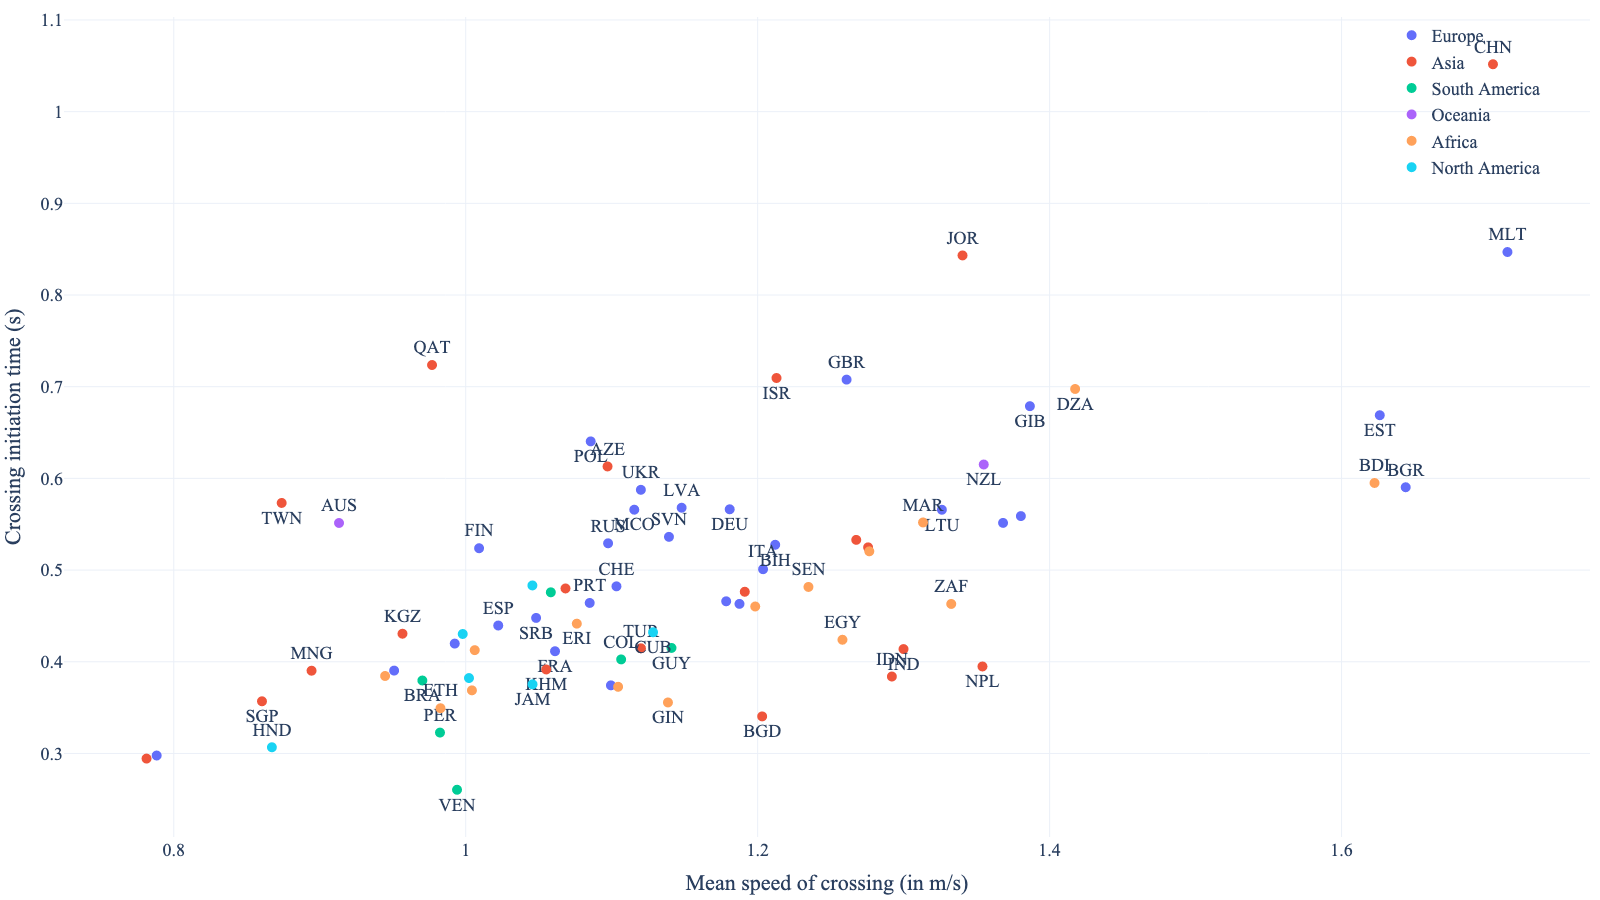 1.1
Europe
CHN
Asia
South America
1
Oceania
Africa
North America
0.9
MLT
JOR
0.8
QAT
GBR
0.7
ISR
DZA
GIB
EST
AZE
POL
BDI
BGR
UKR
0.6
NZL
LVA
AUS
MAR
TWN
SVN
RUS
MCO
DEU
LTU
FIN
ITA
BIH
0.5
CHE
SEN
PRT
ZAF
ESP
KGZ
EGY
SRB
TUR
ERI
COL
CUB
MNG
0.4
IDN
IND
GUY
FRA
NPL
KHM
ETH
BRA
JAM
SGP
PER
GIN
HND
BGD
0.3
VEN
0.8
1
1.2
1.4
1.6
Mean speed of crossing (in m/s)
Crossing initiation time (s)